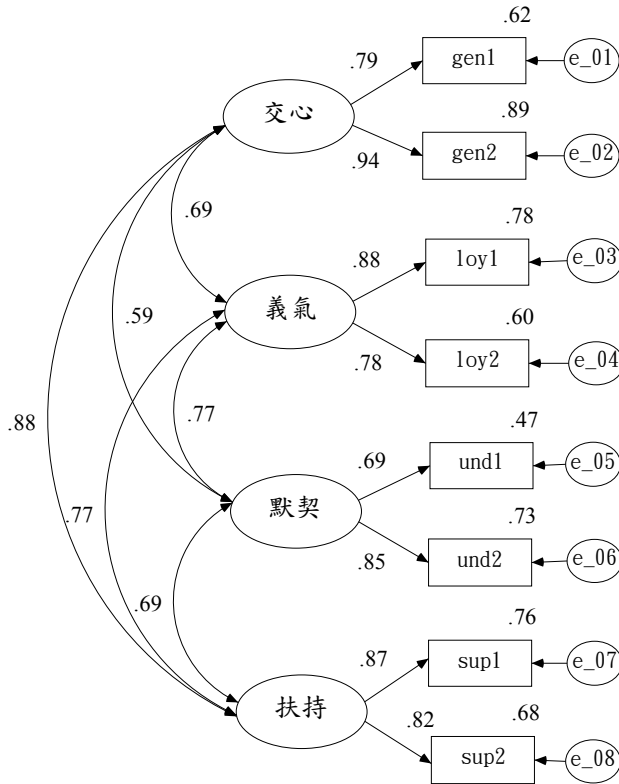 .62
.79
gen1
e_01
交心
.89
.94
gen2
e_02
.69
.78
.88
loy1
e_03
義氣
.59
.60
.78
loy2
e_04
.88
.77
.47
.69
und1
e_05
默契
.77
.73
.85
und2
e_06
.69
.76
.87
sup1
e_07
扶持
.82
.68
sup2
e_08